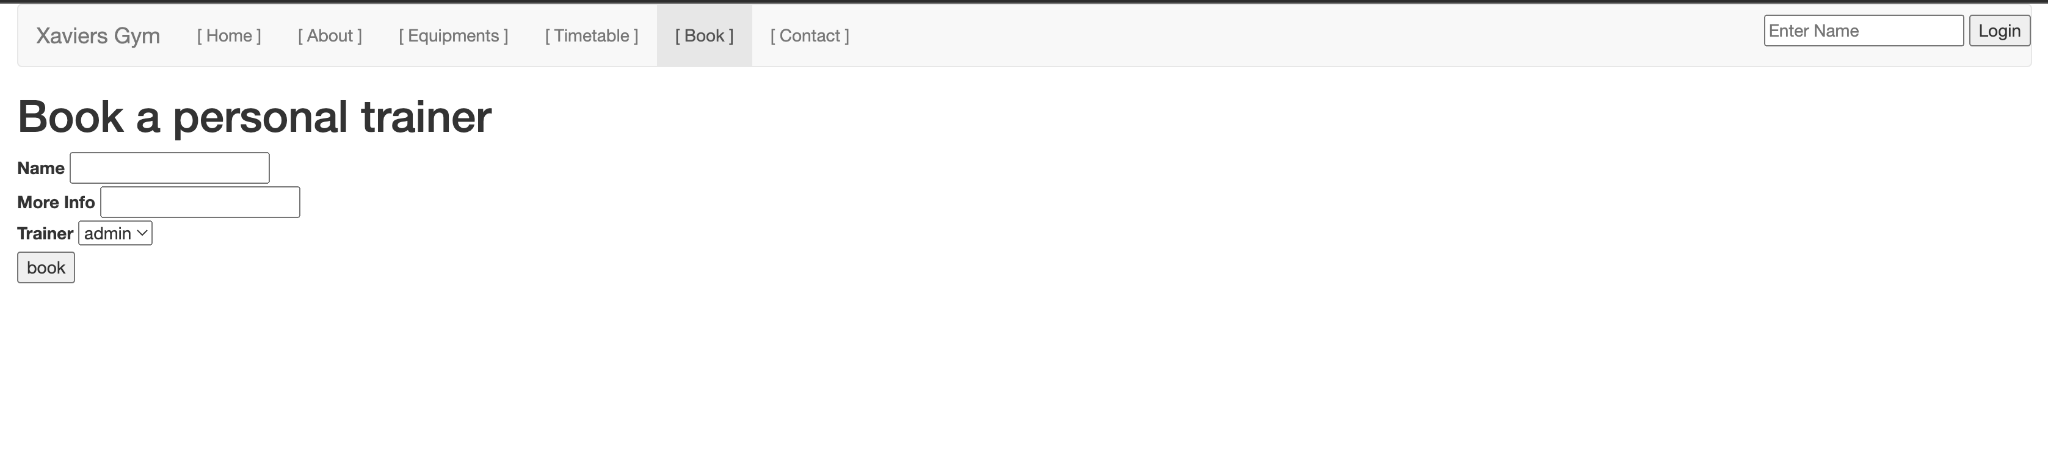 Xaviers Gym [ Home ] [ About ] [ Equipments ] [ Timetable ] [ Book ] [ Contact ] Enter Name Login
Book a personal trainer
Name
More Info
Trainer admin
book